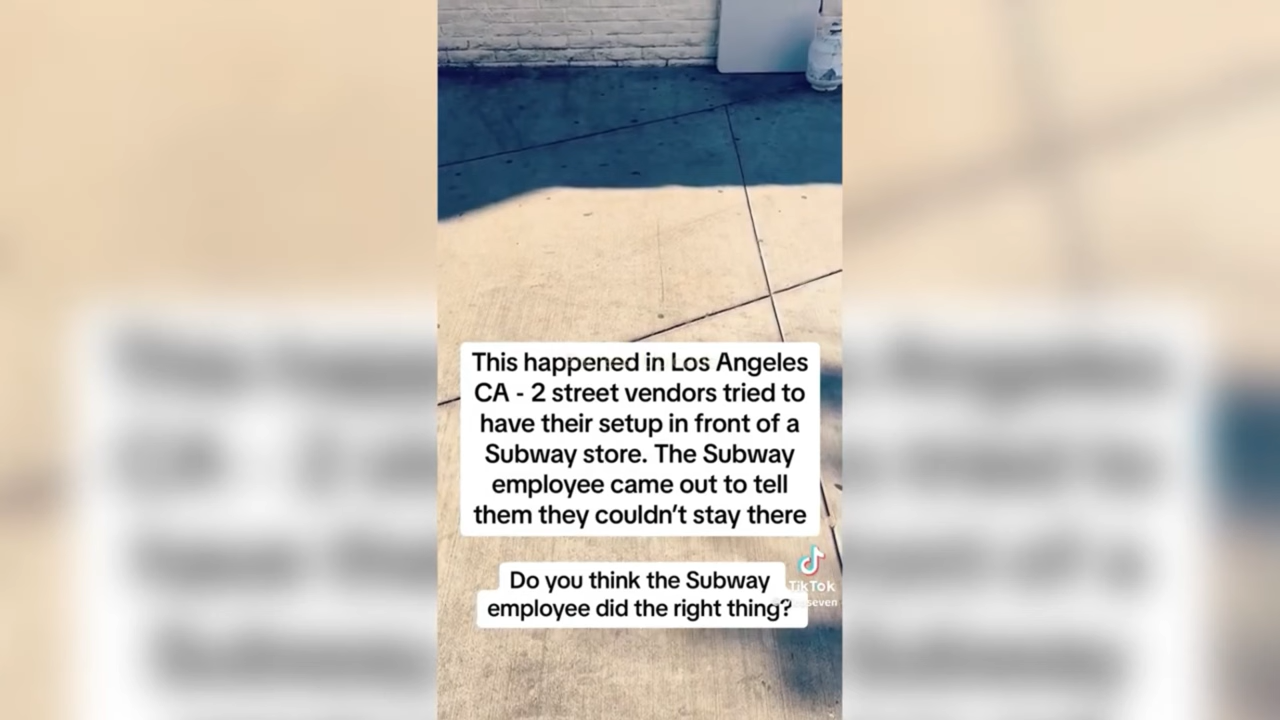 This happened in Los Angeles
CA - 2 street vendors tried to
have their setup in front of a
Subway store. The Subway
employee came out to tell
them they couldn't stay there
Do you think the Subway
employee did the right thing?
TikTok